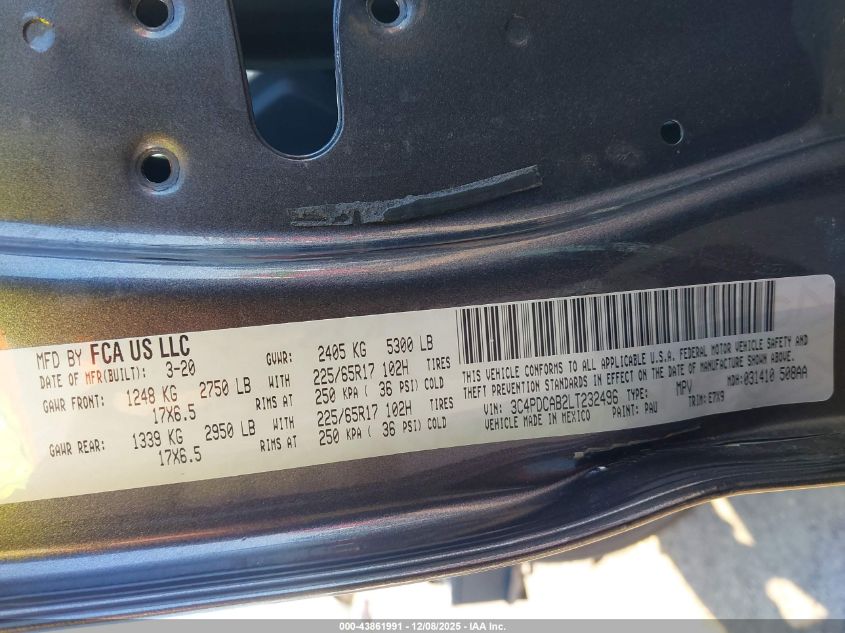 MFD BY FCA US LLC
DATE OF MFR(BUILT): 3-20
GVWR: 2405 KG 5300 LB
GAWR FRONT: 1248 KG 2750 LB WITH 225/65R17 102H TIRES
17X6.5 RIMS AT 250 KPA ( 36 PSI) COLD
GAWR REAR: 1339 KG 2950 LB WITH 225/65R17 102H TIRES
17X6.5 RIMS AT 250 KPA ( 36 PSI) COLD
THIS VEHICLE CONFORMS TO ALL APPLICABLE U.S.A. FEDERAL MOTOR VEHICLE SAFETY AND
THEFT PREVENTION STANDARDS IN EFFECT ON THE DATE OF MANUFACTURE SHOWN ABOVE.
VIN: 3C4PDCAB2LT232496 TYPE: MPV MDH:031410 508AA
VEHICLE MADE IN MEXICO PAINT: PAU TRIM: E7X9
000-43861991 - 12/08/2025 - IAA Inc.